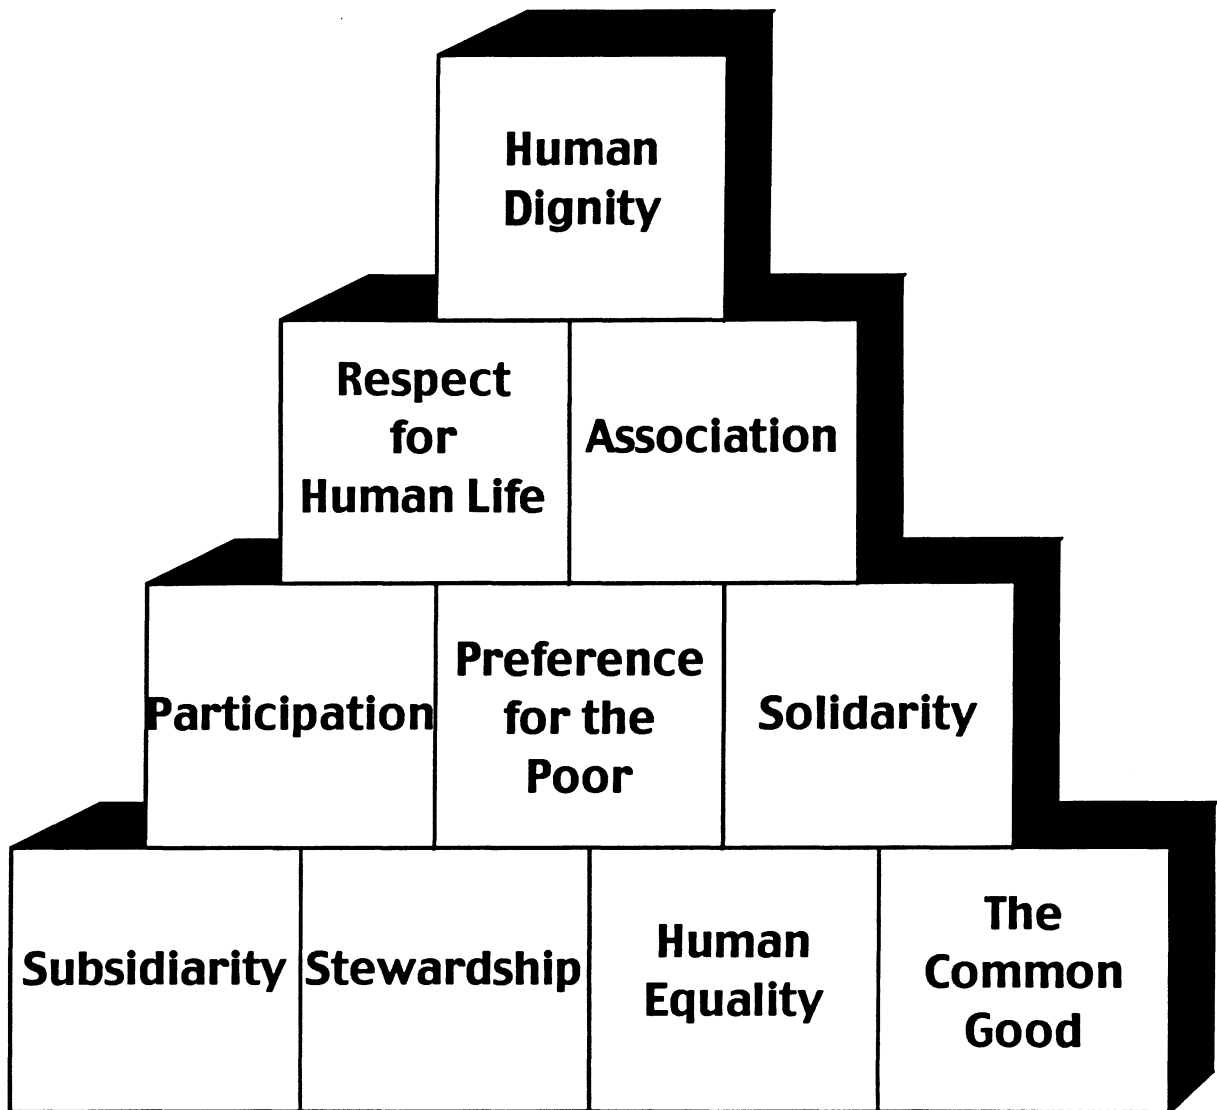 Human
Dignity
Respect
for
Human Life
Association
Participation
Preference
for the
Poor
Solidarity
Subsidiarity
Stewardship
Human
Equality
The
Common
Good